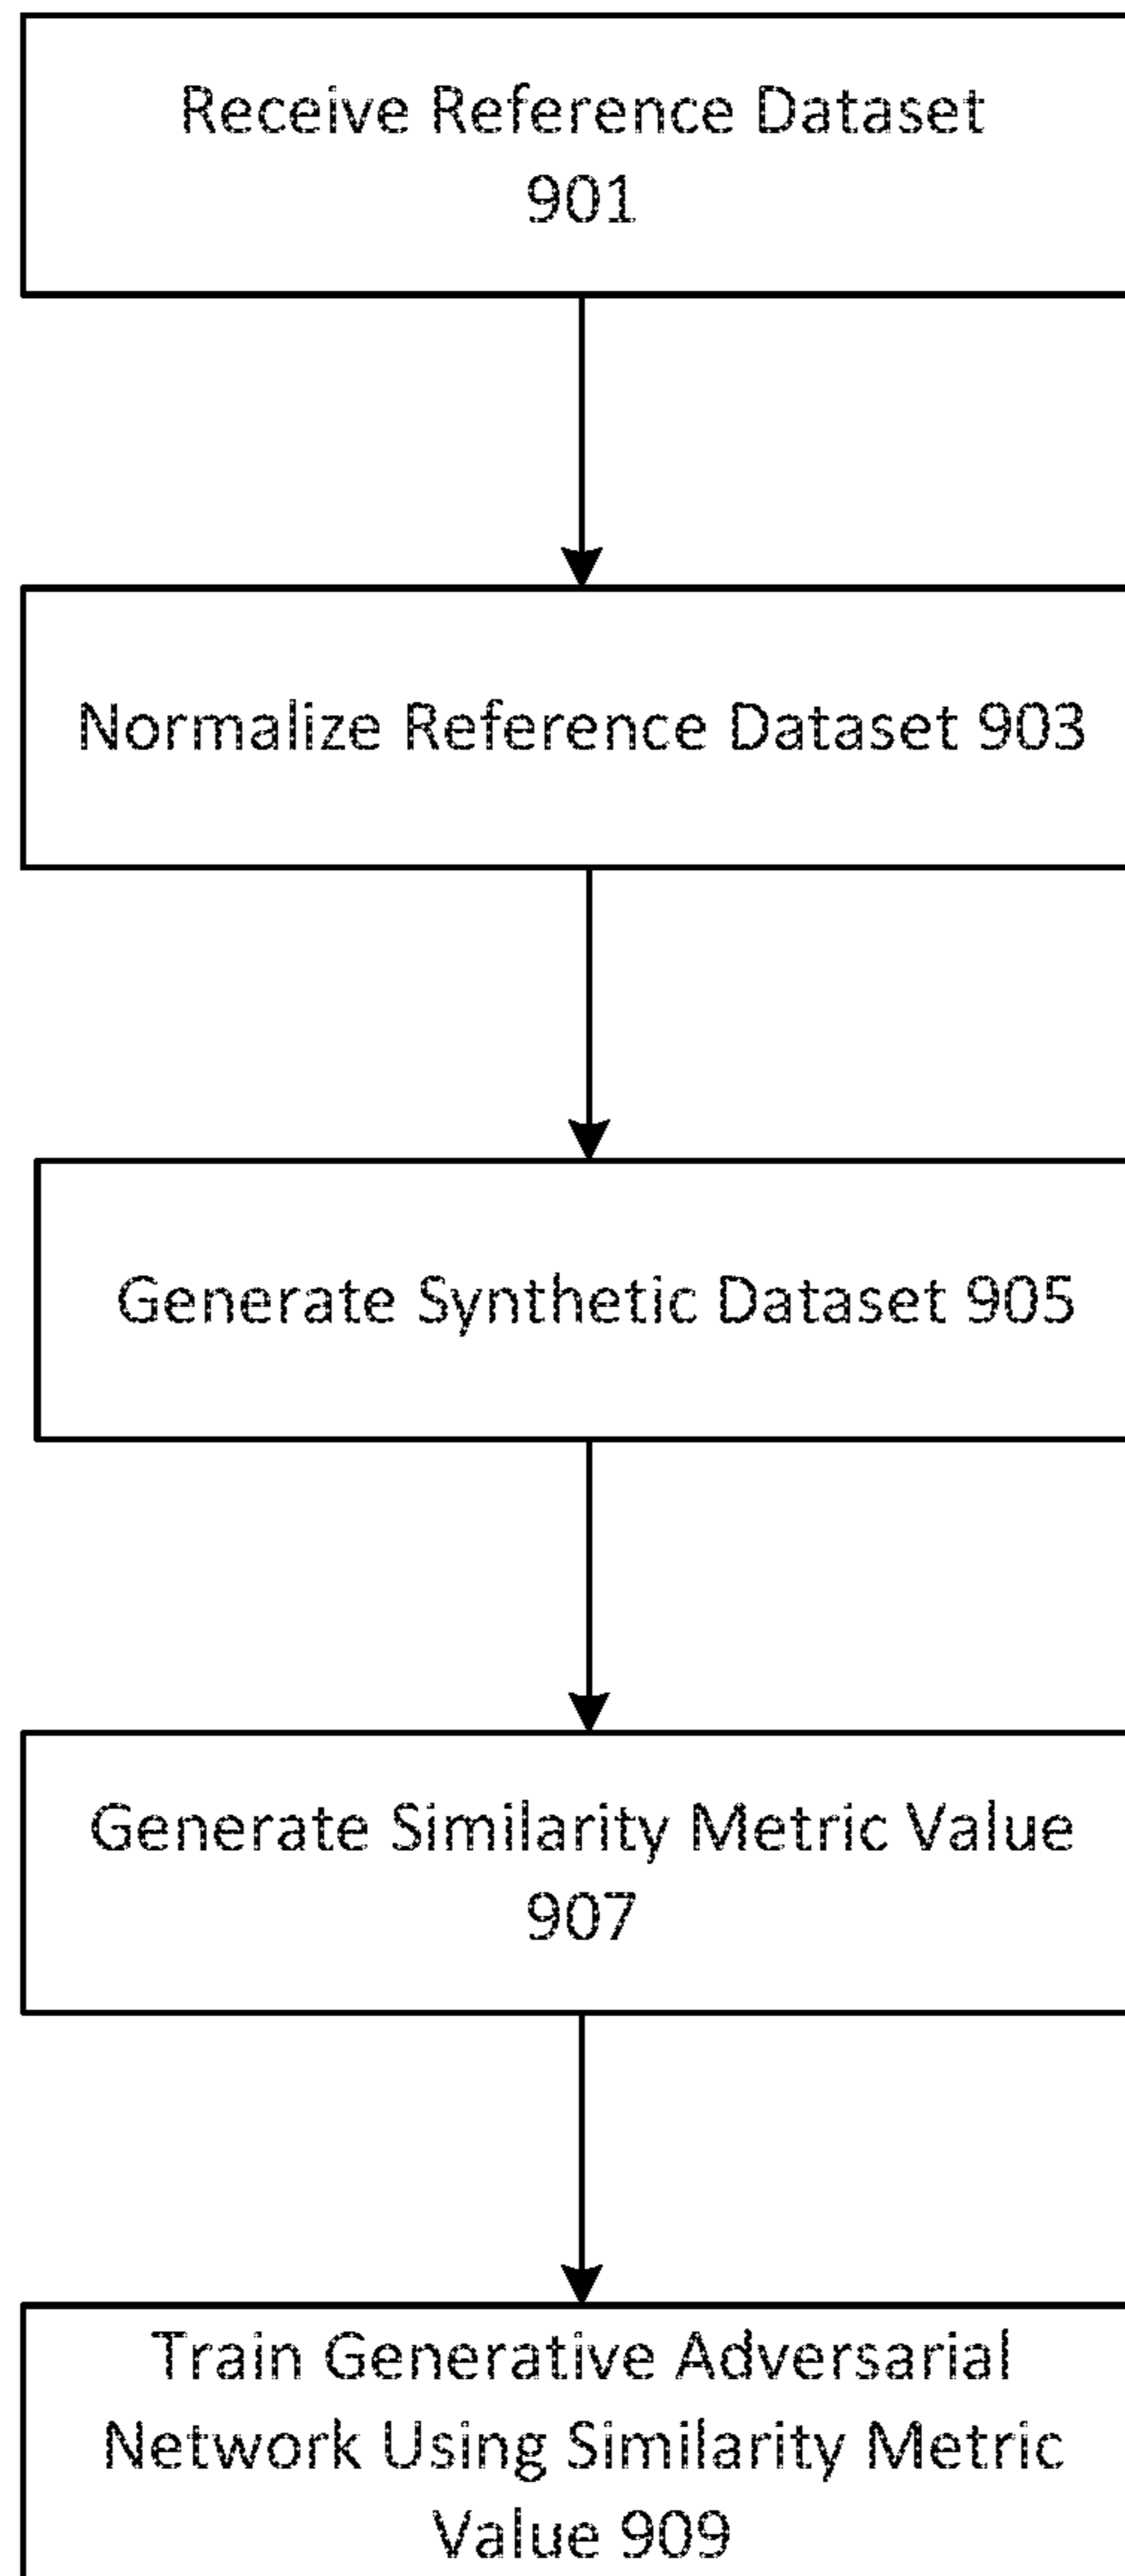 Receive Reference Dataset
901
Normalize Reference Dataset 903
Generate Synthetic Dataset 905
Generate Similarity Metric Value
907
Train Generative Adversarial
Network Using Similarity Metric
Value 909